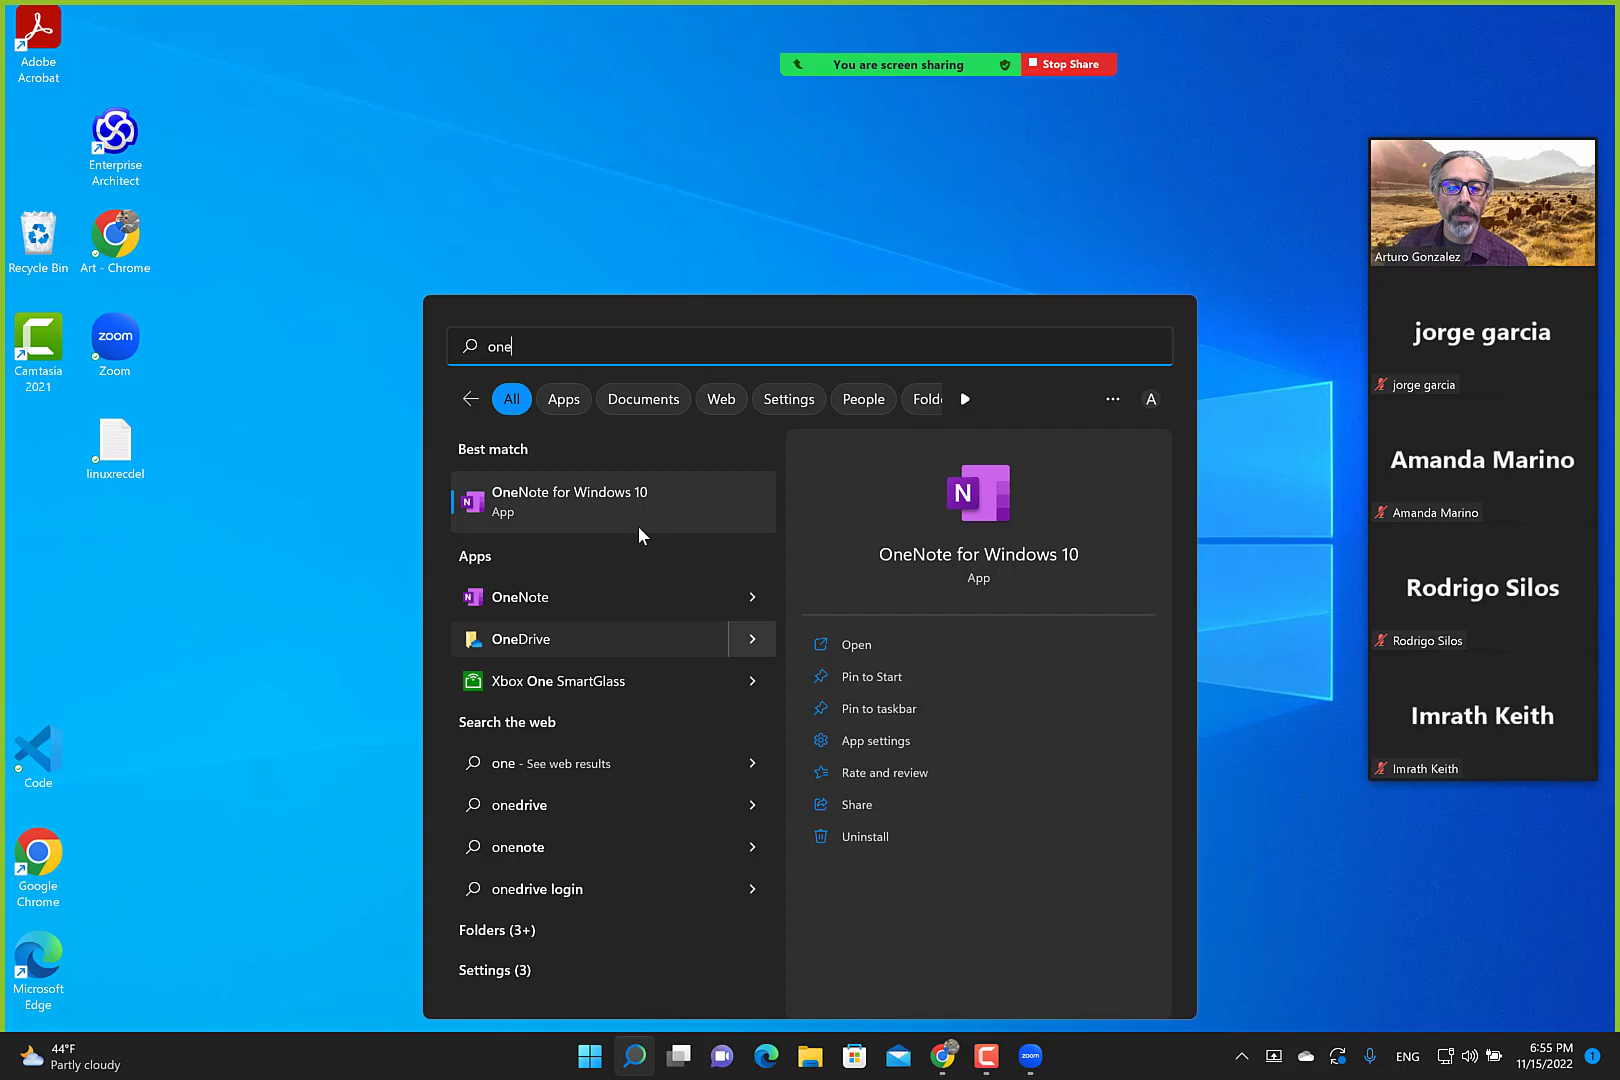 Adobe
Acrobat
Enterprise
Architect
Recycle Bin
Art - Chrome
Camtasia
2021
zoom
Zoom
linuxrecdel
Code
Google
Chrome
Microsoft
Edge
You are screen sharing
Stop Share
one
All
Apps
Documents
Web
Settings
People
Fold
A
Best match
OneNote for Windows 10
App
Apps
OneNote
OneDrive
Xbox One SmartGlass
Search the web
one - See web results
onedrive
onenote
onedrive login
Folders (3+)
Settings (3)
N
OneNote for Windows 10
App
Open
Pin to Start
Pin to taskbar
App settings
Rate and review
Share
Uninstall
Arturo Gonzalez
jorge garcia
jorge garcia
Amanda Marino
Amanda Marino
Rodrigo Silos
Rodrigo Silos
Imrath Keith
Imrath Keith
44°F
Partly cloudy
zoom
ENG
6:55 PM
11/15/2022
1